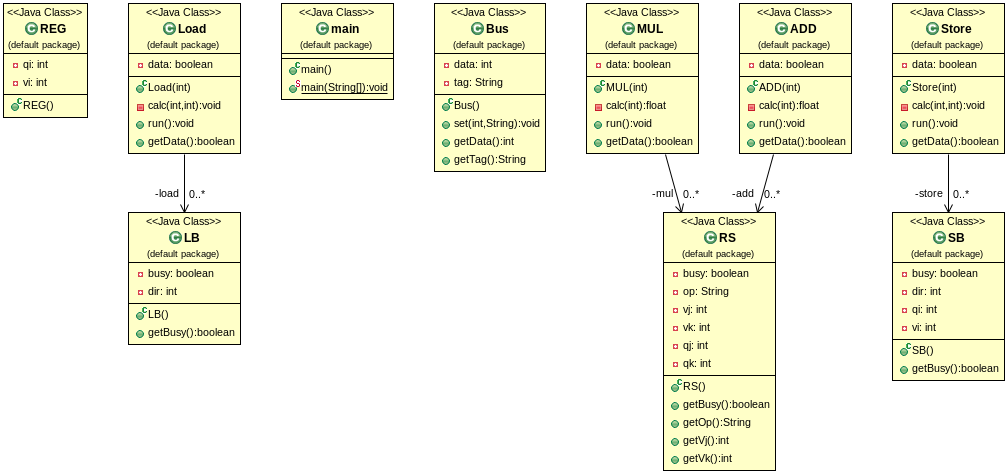 <<Java Class>>
REG
(default package)
qi: int
vi: int
REG()
<<Java Class>>
Load
(default package)
data: boolean
Load(int)
calc(int,int):void
run():void
getData():boolean
<<Java Class>>
main
(default package)
main()
main(String[]):void
<<Java Class>>
Bus
(default package)
data: int
tag: String
Bus()
set(int,String):void
getData():int
getTag():String
<<Java Class>>
MUL
(default package)
data: boolean
MUL(int)
calc(int):float
run():void
getData():boolean
<<Java Class>>
ADD
(default package)
data: boolean
ADD(int)
calc(int):float
run():void
getData():boolean
<<Java Class>>
Store
(default package)
data: boolean
Store(int)
calc(int,int):void
run():void
getData():boolean
-load 0..*
-mul 0..*
-add 0..*
-store 0..*
<<Java Class>>
LB
(default package)
busy: boolean
dir: int
LB()
getBusy():boolean
<<Java Class>>
RS
(default package)
busy: boolean
op: String
vj: int
vk: int
qj: int
qk: int
RS()
getBusy():boolean
getOp():String
getVj():int
getVk():int
<<Java Class>>
SB
(default package)
busy: boolean
dir: int
qi: int
vi: int
SB()
getBusy():boolean